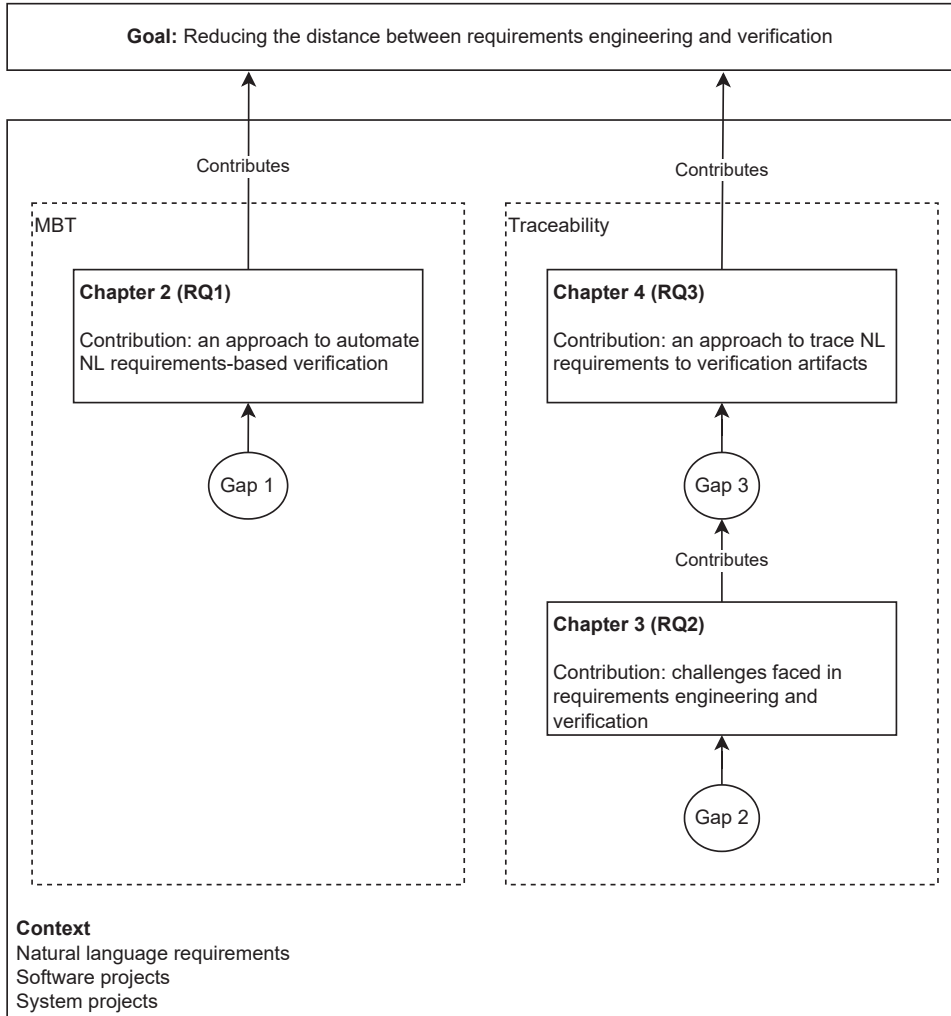 Goal: Reducing the distance between requirements engineering and verification
Contributes
Contributes
MBT
Traceability
Chapter 2 (RQ1)
Contribution: an approach to automate
NL requirements-based verification
Chapter 4 (RQ3)
Contribution: an approach to trace NL
requirements to verification artifacts
Gap 1
Gap 3
Contributes
Chapter 3 (RQ2)
Contribution: challenges faced in
requirements engineering and
verification
Gap 2
Context
Natural language requirements
Software projects
System projects